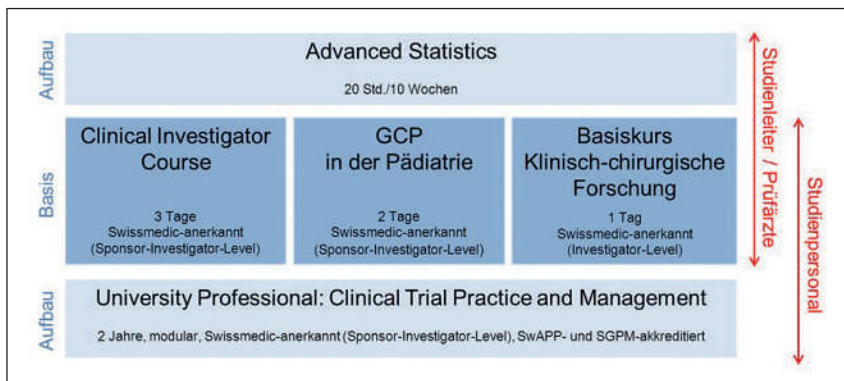 Aufbau
Advanced Statistics
20 Std./10 Wochen
Basis
Clinical Investigator
Course
3 Tage
Swissmedic-anerkannt
(Sponsor-Investigator-Level)
GCP
in der Pädiatrie
2 Tage
Swissmedic-anerkannt
(Sponsor-Investigator-Level)
Basiskurs
Klinisch-chirurgische
Forschung
1 Tag
Swissmedic-anerkannt
(Investigator-Level)
Aufbau
University Professional: Clinical Trial Practice and Management
2 Jahre, modular, Swissmedic-anerkannt (Sponsor-Investigator-Level), SwAPP- und SGPM-akkreditiert
Studienleiter / Prüfärzte
Studienpersonal